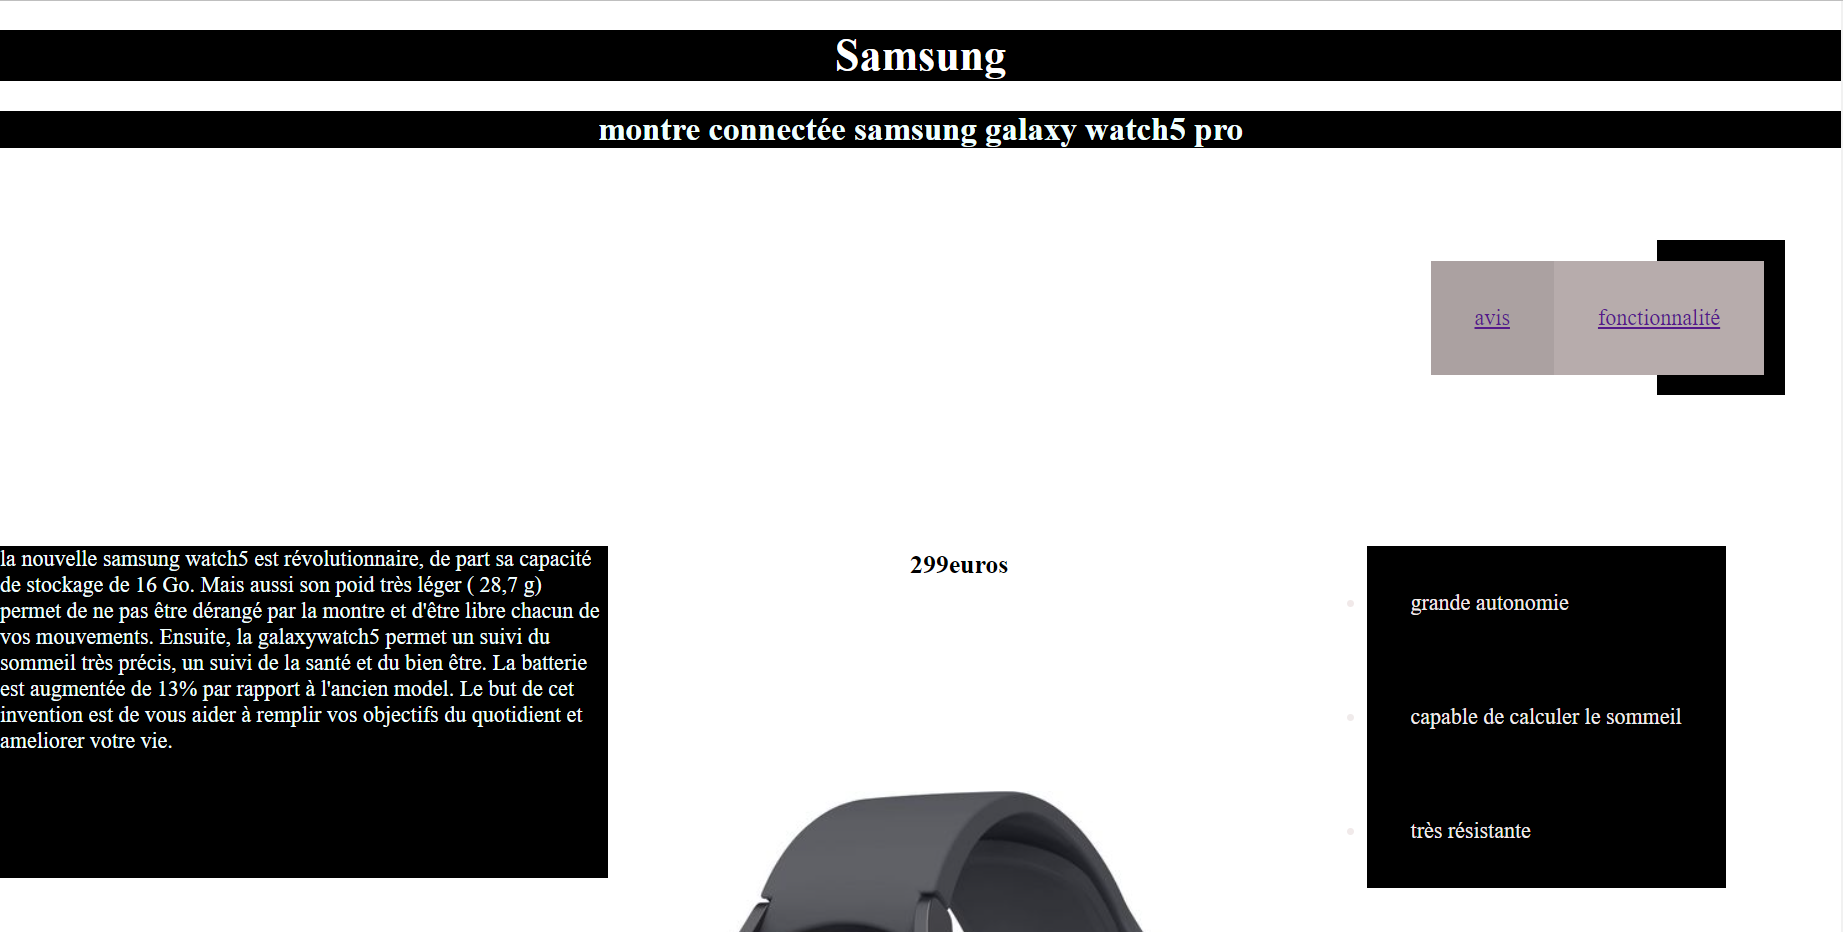 Samsung
montre connectée samsung galaxy watch5 pro
avis
fonctionnalité
la nouvelle samsung watch5 est révolutionnaire, de part sa capacité
de stockage de 16 Go. Mais aussi son poid très léger ( 28,7 g)
permet de ne pas être dérangé par la montre et d'être libre chacun de
vos mouvements. Ensuite, la galaxywatch5 permet un suivi du
sommeil très précis, un suivi de la santé et du bien être. La batterie
est augmentée de 13% par rapport à l'ancien model. Le but de cet
invention est de vous aider à remplir vos objectifs du quotidient et
ameliorer votre vie.
299euros
grande autonomie
capable de calculer le sommeil
très résistante